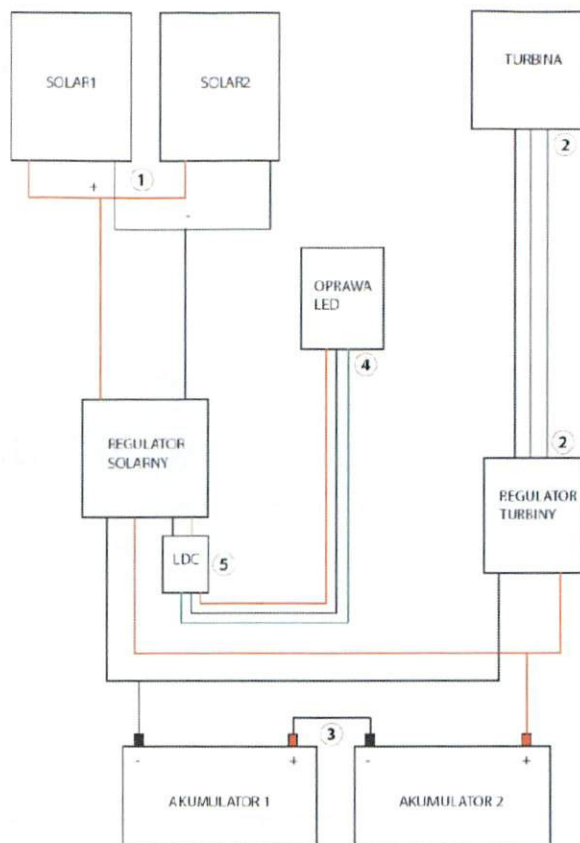 SOLAR1
SOLAR2
TURBINA
2
+
1
-
OPRAWA
LED
4
2
REGULATOR
SOLARNY
REGULATOR
TURBINY
LDC
5
3
-
+
-
+
AKUMULATOR 1
AKUMULATOR 2